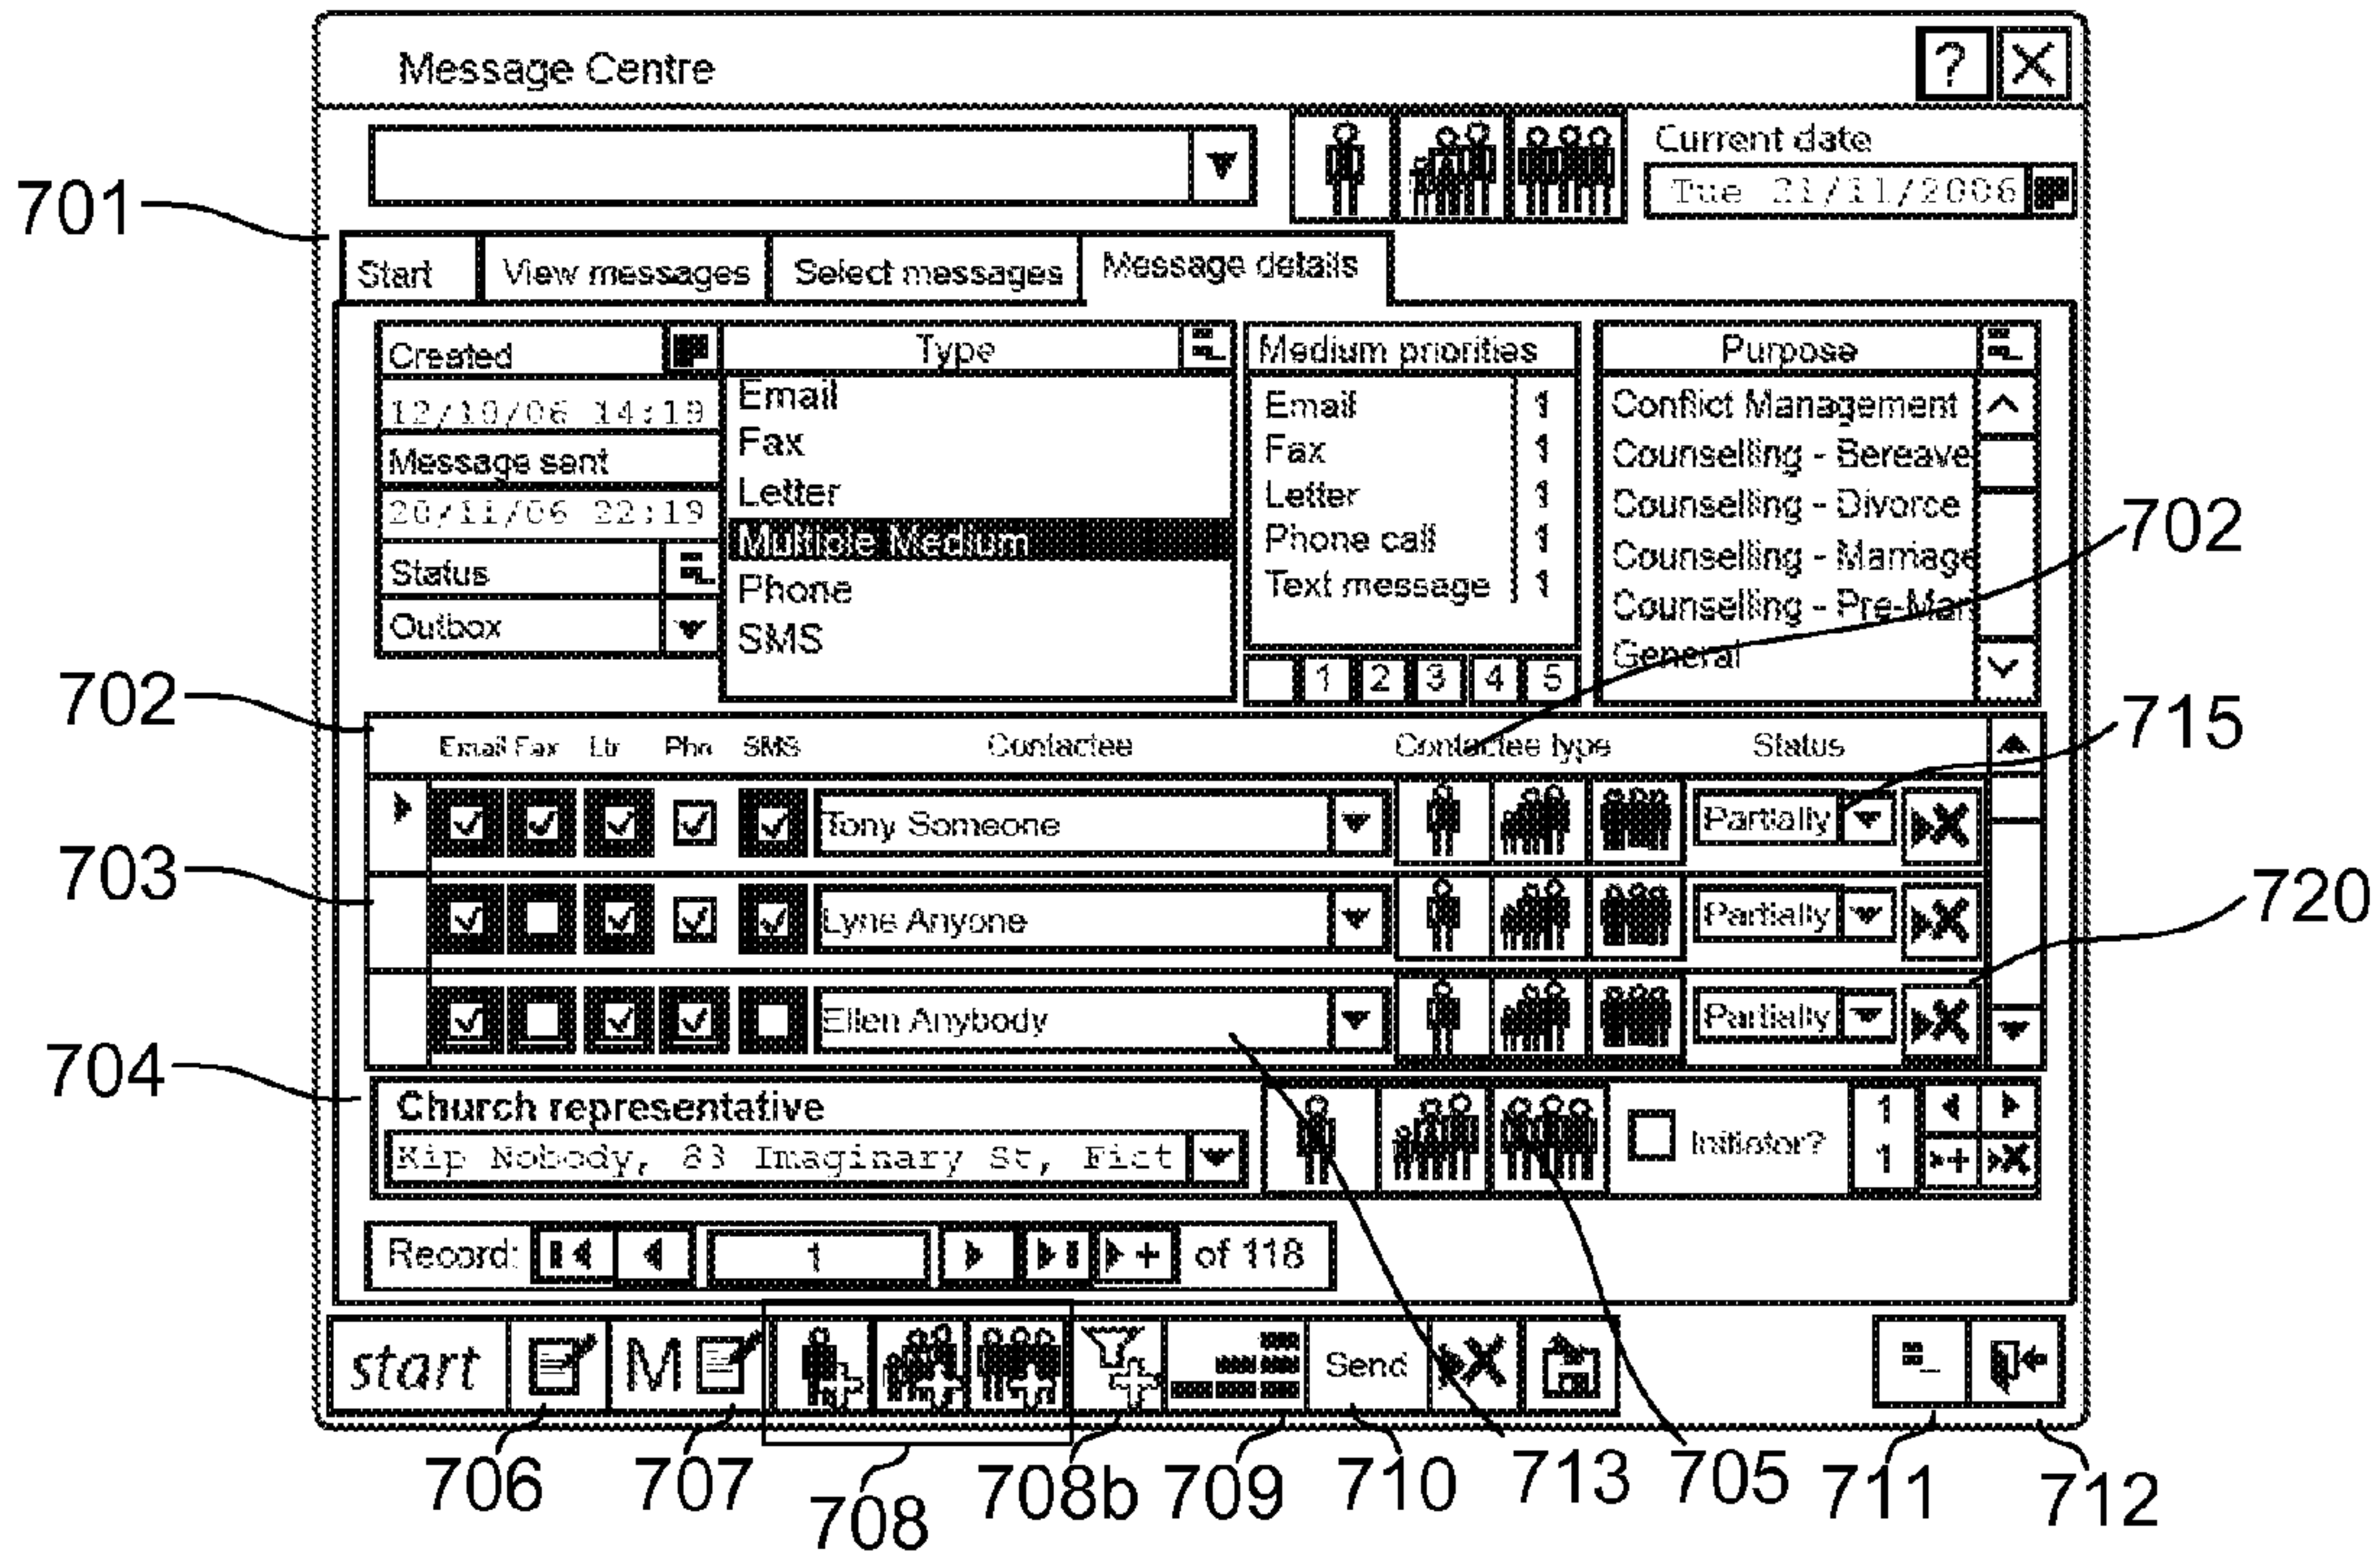 Message Centre
?
Current date
Tue 21/11/2006
701
Start View messages Select messages Message details
Created
12/10/06 14:19
Message sent
20/11/06 22:19
Status
Outbox
Type
Email
Fax
Letter
Multiple Medium
Phone
SMS
Medium priorities
Email 1
Fax 1
Letter 1
Phone call 1
Text message 1
1 2 3 4 5
Purpose
Conflict Management
Counselling - Bereave
Counselling - Divorce
Counselling - Marriage
Counselling - Pre-Marr
General
702
702
715
Email Fax Ltr Pho SMS Contactee Contactee type Status
Tony Someone Partially
703
Lyne Anyone Partially
720
Ellen Anybody Partially
704
Church representative
Kip Nobody, 83 Imaginary St, Fict
Initiator?
1
1
Record: 1 of 118
start M Send
706 707 708 708b 709 710 713 705 711 712